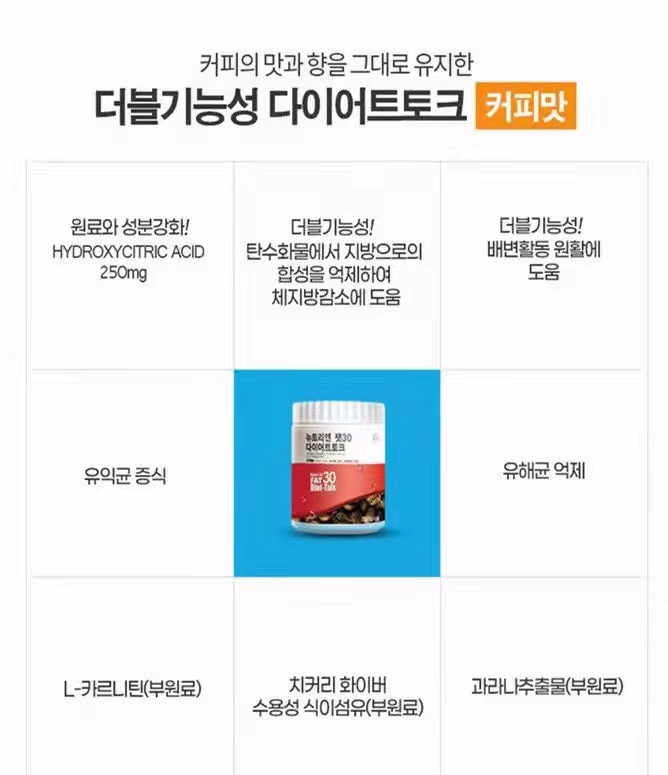 커피의 맛과 향을 그대로 유지한
더블기능성 다이어트토크 커피맛
원료와 성분강화!
HYDROXYCITRIC ACID
250mg
더블기능성!
탄수화물에서 지방으로의
합성을 억제하여
체지방감소에 도움
더블기능성!
배변활동 원활에
도움
유익균 증식
뉴트리엔 팻30
다이어트토크
FAT 30
Diet-Talk
유해균 억제
L-카르니틴(부원료)
치커리 화이버
수용성 식이섬유(부원료)
과라나추출물(부원료)